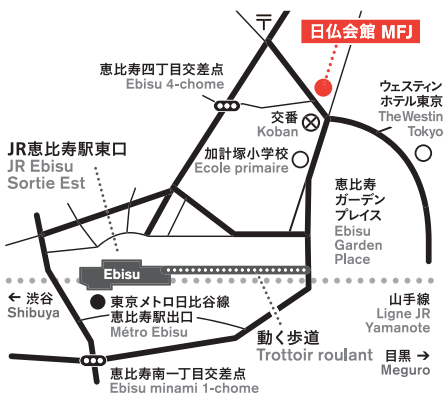 〒
日仏会館 MFJ
恵比寿四丁目交差点
Ebisu 4-chome
ウェスティン
ホテル東京
The Westin
Tokyo
交番
Koban
加計塚小学校
Ecole primaire
JR恵比寿駅東口
JR Ebisu
Sortie Est
恵比寿
ガーデン
プレイス
Ebisu
Garden
Place
Ebisu
← 渋谷
Shibuya
東京メトロ日比谷線
恵比寿駅出口
Métro Ebisu
動く歩道
Trottoir roulant
山手線
Ligne JR
Yamanote
目黒 →
Meguro
恵比寿南一丁目交差点
Ebisu minami 1-chome